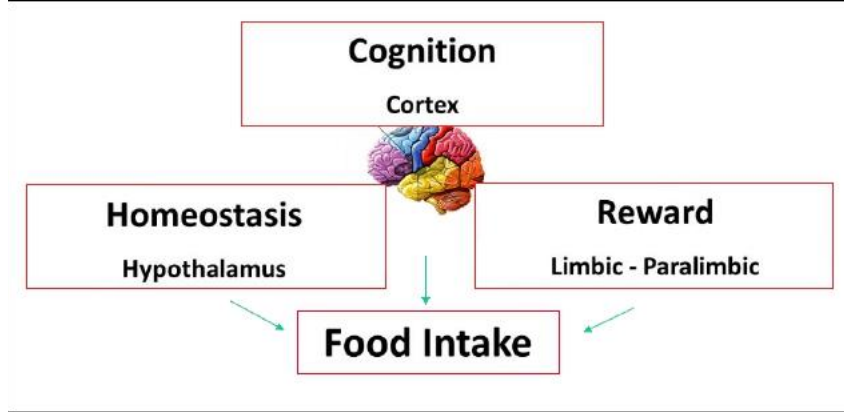 Cognition
Cortex
Homeostasis
Hypothalamus
Reward
Limbic - Paralimbic
Food Intake